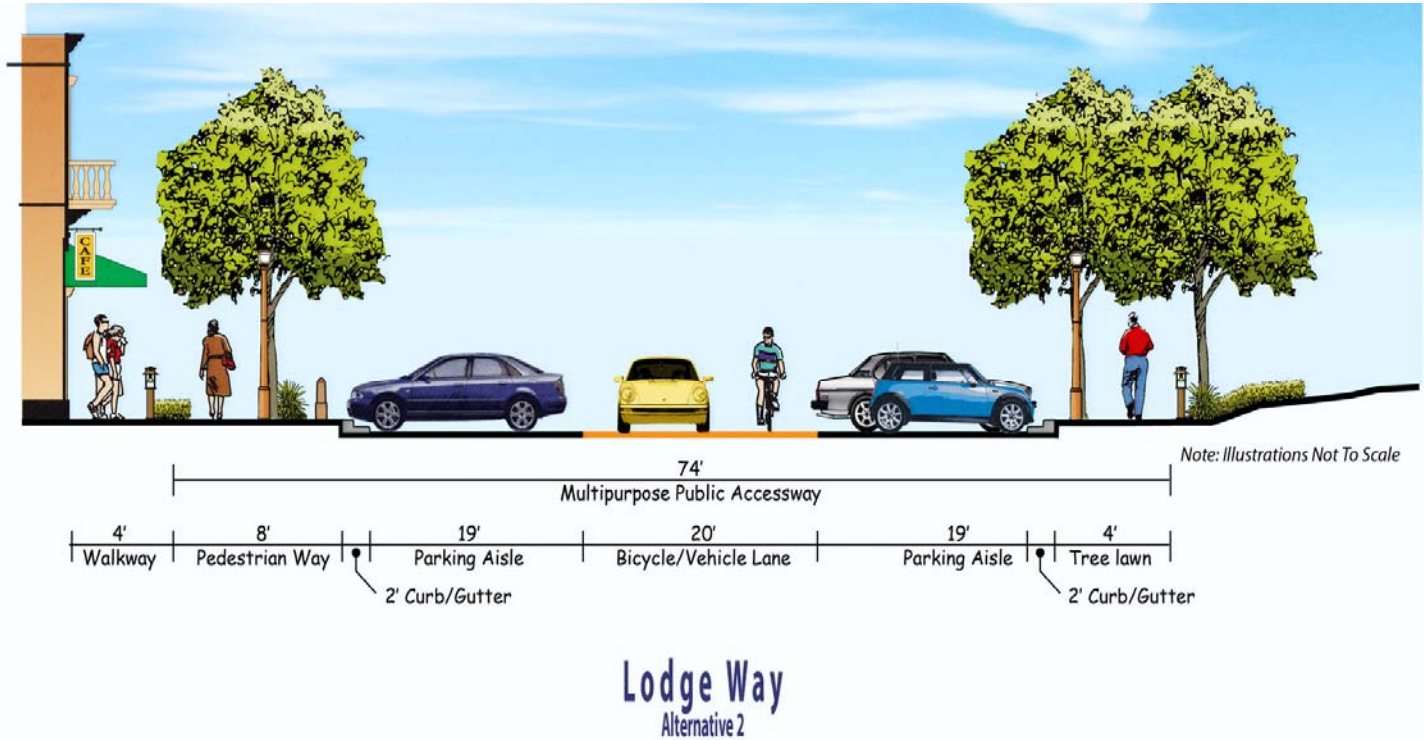 CAFE
Note: Illustrations Not To Scale
74'
Multipurpose Public Accessway
4' 8' 19' 20' 19' 4'
Walkway Pedestrian Way Parking Aisle Bicycle/Vehicle Lane Parking Aisle Tree lawn
2' Curb/Gutter 2' Curb/Gutter
Lodge Way
Alternative 2